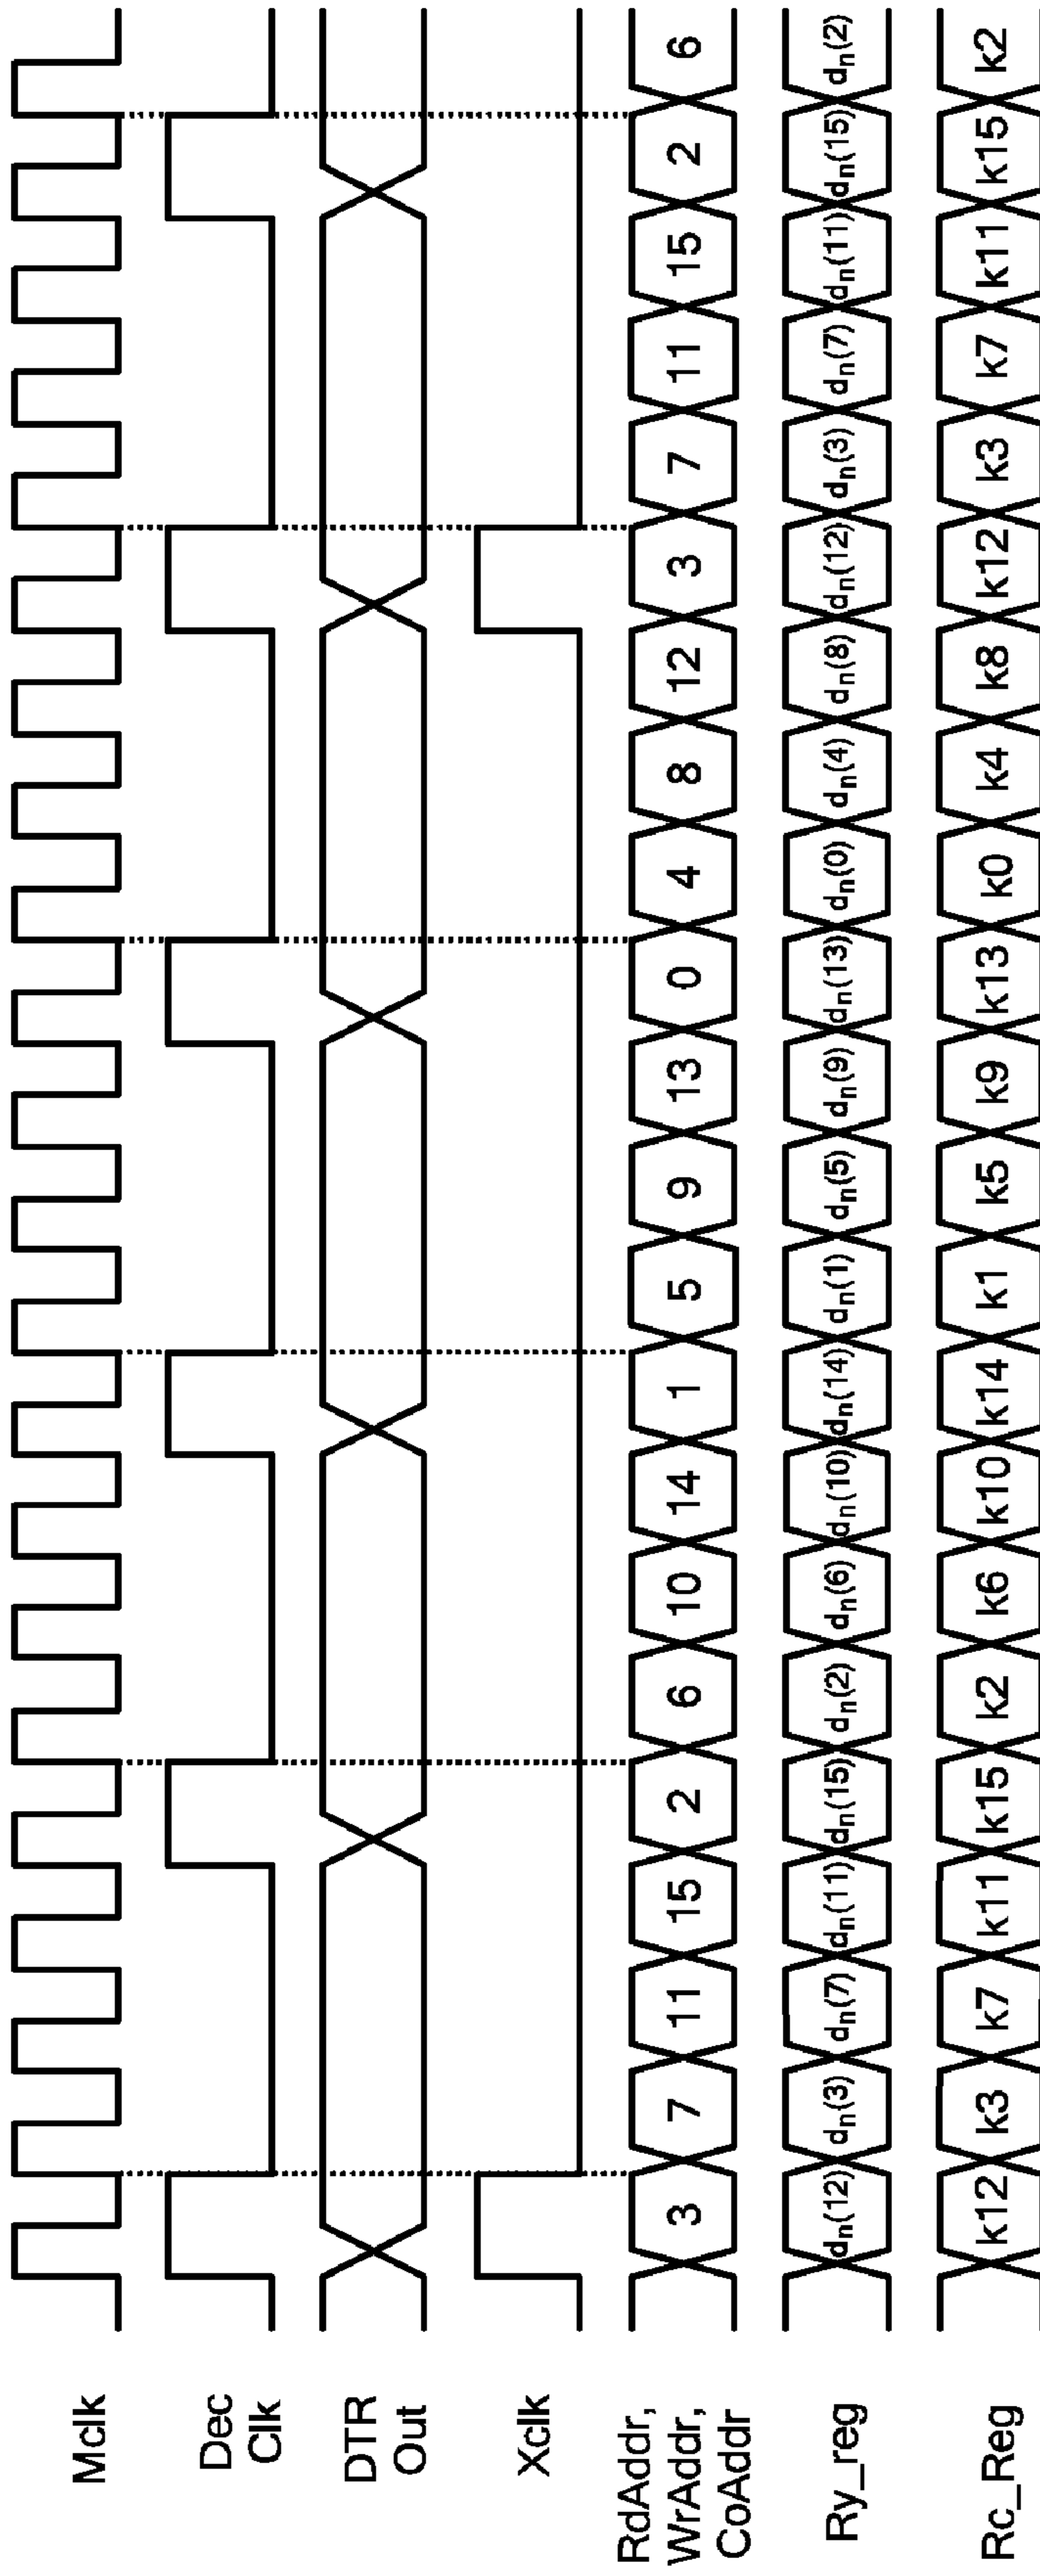 Mclk
Dec
Clk
DTR
Out
Xclk
RdAddr,
WrAddr,
CoAddr
3 7 11 15 2 6 10 14 1 5 9 13 0 4 8 12 3 7 11 15 2 6
Ry_reg
dn(12) dn(3) dn(7) dn(11) dn(15) dn(2) dn(6) dn(10) dn(14) dn(1) dn(5) dn(9) dn(13) dn(0) dn(4) dn(8) dn(12) dn(3) dn(7) dn(11) dn(15) dn(2)
Rc_Reg
k12 k3 k7 k11 k15 k2 k6 k10 k14 k1 k5 k9 k13 k0 k4 k8 k12 k3 k7 k11 k15 k2